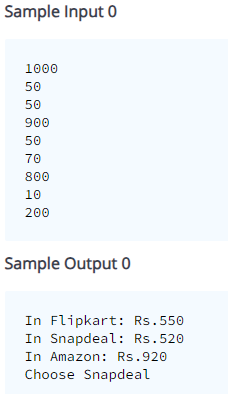 Sample Input 0
1000
50
50
900
50
70
800
10
200
Sample Output 0
In Flipkart: Rs.550
In Snapdeal: Rs.520
In Amazon: Rs.920
Choose Snapdeal